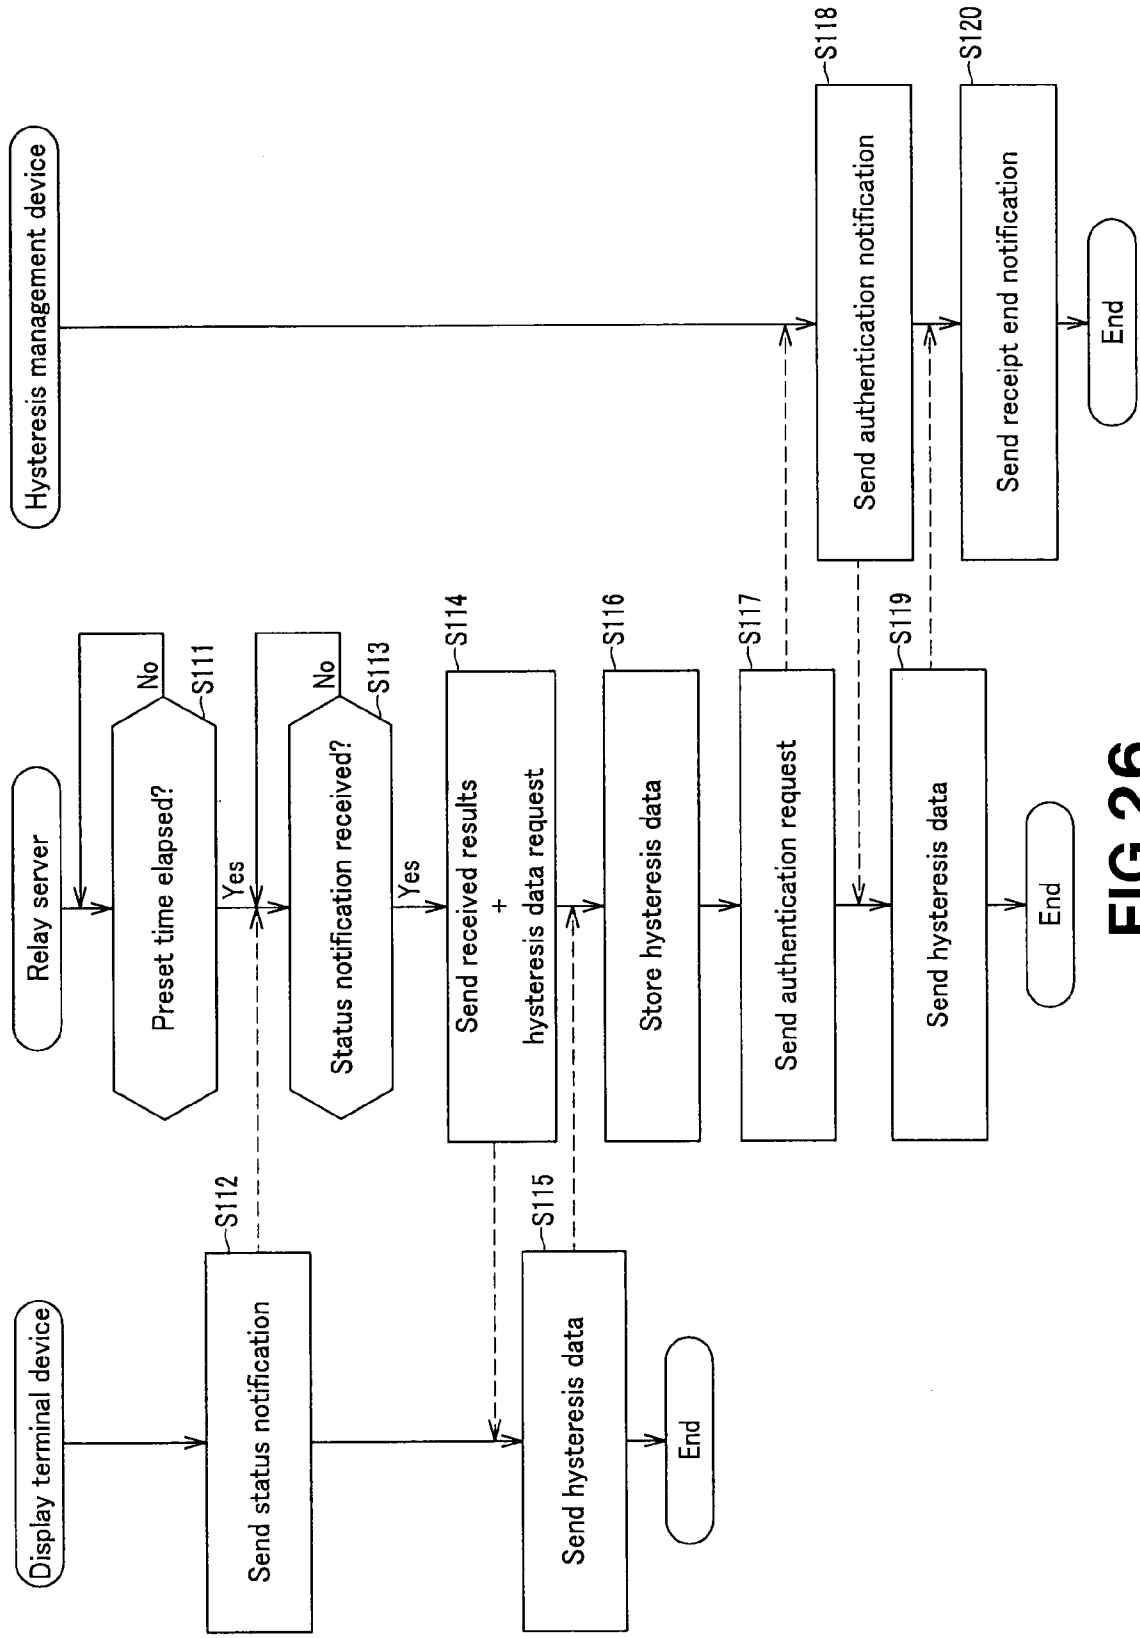 Display terminal device
Send status notification
S112
Send hysteresis data
S115
End
Relay server
Preset time elapsed?
No
S111
Yes
Status notification received?
No
S113
Yes
Send received results
+
hysteresis data request
S114
Store hysteresis data
S116
Send authentication request
S117
Send hysteresis data
S119
End
Hysteresis management device
Send authentication notification
S118
Send receipt end notification
S120
End
FIG.26